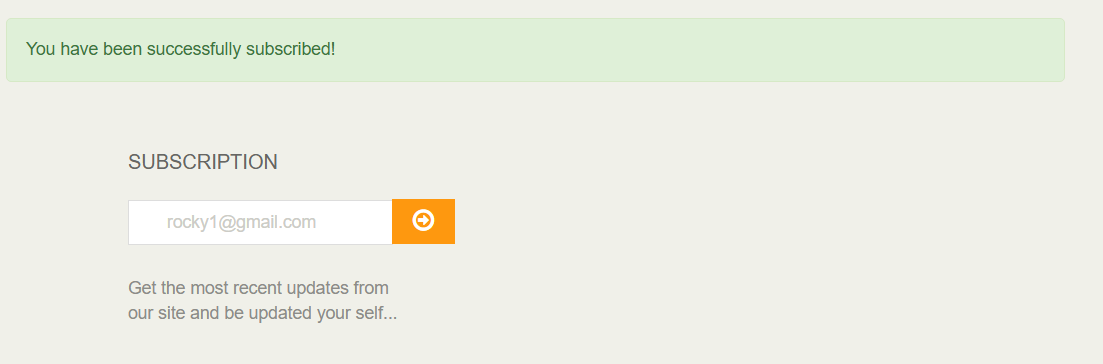 You have been successfully subscribed!
SUBSCRIPTION
rocky1@gmail.com
Get the most recent updates from
our site and be updated your self...